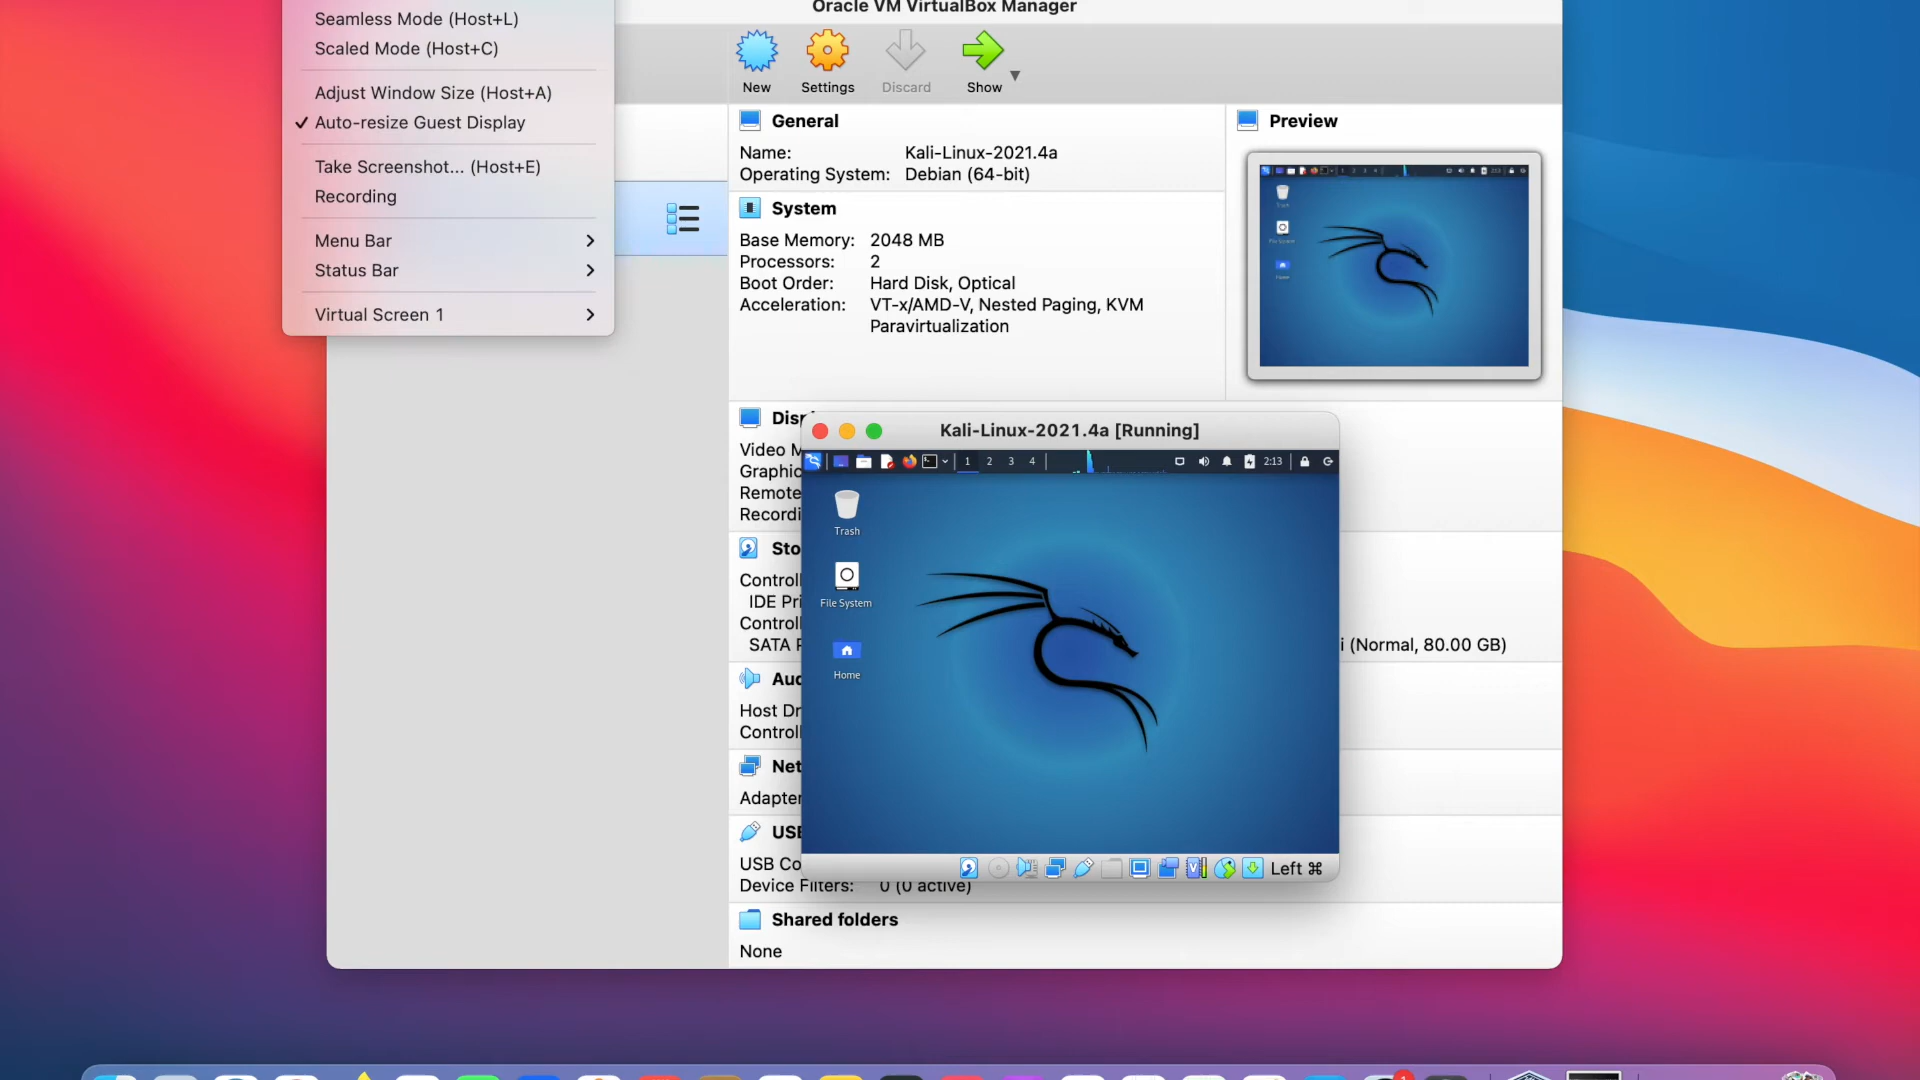 Oracle VM VirtualBox Manager
Seamless Mode (Host+L)
Scaled Mode (Host+C)
Adjust Window Size (Host+A)
✓ Auto-resize Guest Display
Take Screenshot... (Host+E)
Recording
Menu Bar
Status Bar
Virtual Screen 1
New
Settings
Discard
Show
General
Name: Kali-Linux-2021.4a
Operating System: Debian (64-bit)
System
Base Memory: 2048 MB
Processors: 2
Boot Order: Hard Disk, Optical
Acceleration: VT-x/AMD-V, Nested Paging, KVM
Paravirtualization
Preview
Disp
Video M
Graphic
Remote
Recordi
Sto
Controll
IDE Pri
Controll
SATA P
i (Normal, 80.00 GB)
Aud
Host Dr
Controll
Net
Adapter
USB
USB Co
Device Filters: 0 (0 active)
Shared folders
None
Kali-Linux-2021.4a [Running]
1 2 3 4
2:13
Trash
File System
Home
Left ⌘